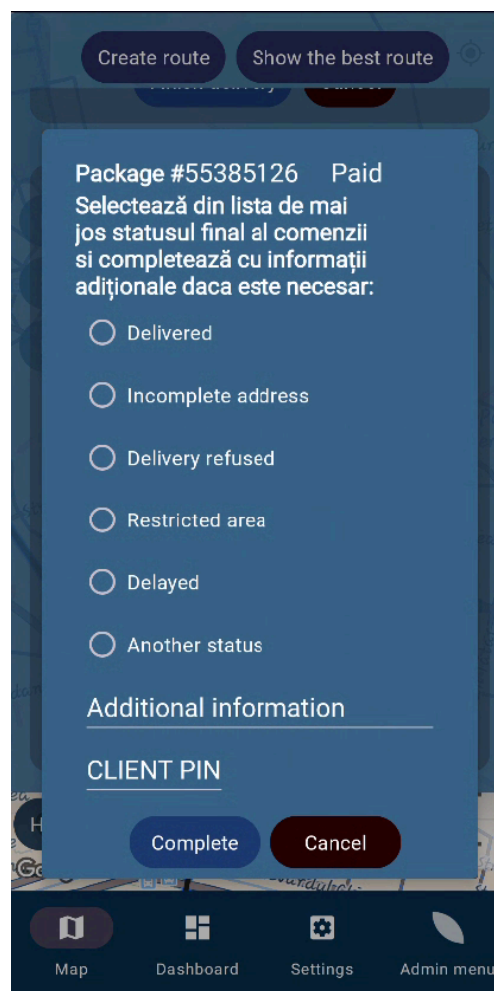 Create route
Show the best route
Package #55385126 Paid
Selectează din lista de mai
jos statusul final al comenzii
si completează cu informații
adiționale daca este necesar:
Delivered
Incomplete address
Delivery refused
Restricted area
Delayed
Another status
Additional information
CLIENT PIN
Complete
Cancel
Map
Dashboard
Settings
Admin menu